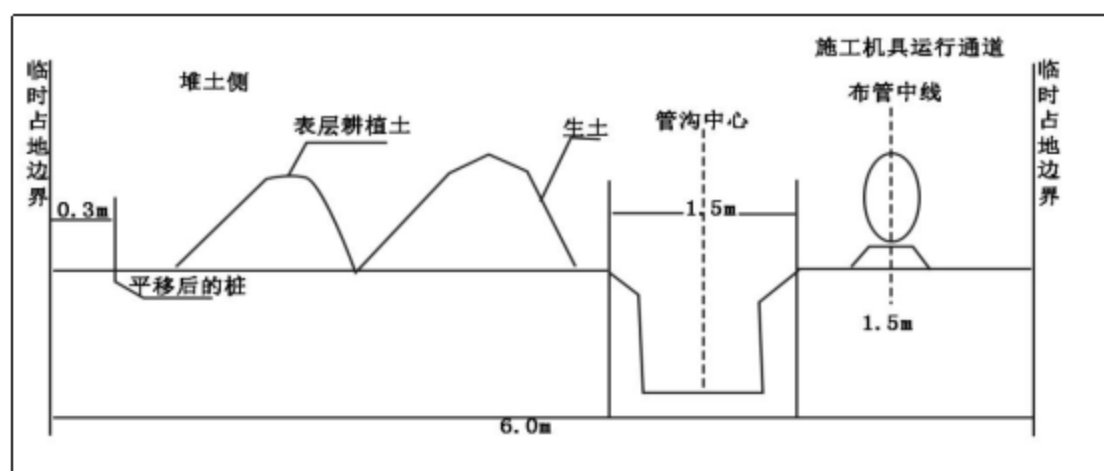 施工机具运行通道
临时占地边界
堆土侧
布管中线
临时占地边界
表层耕植土
生土
管沟中心
0.3m
1.5m
平移后的桩
1.5m
6.0m